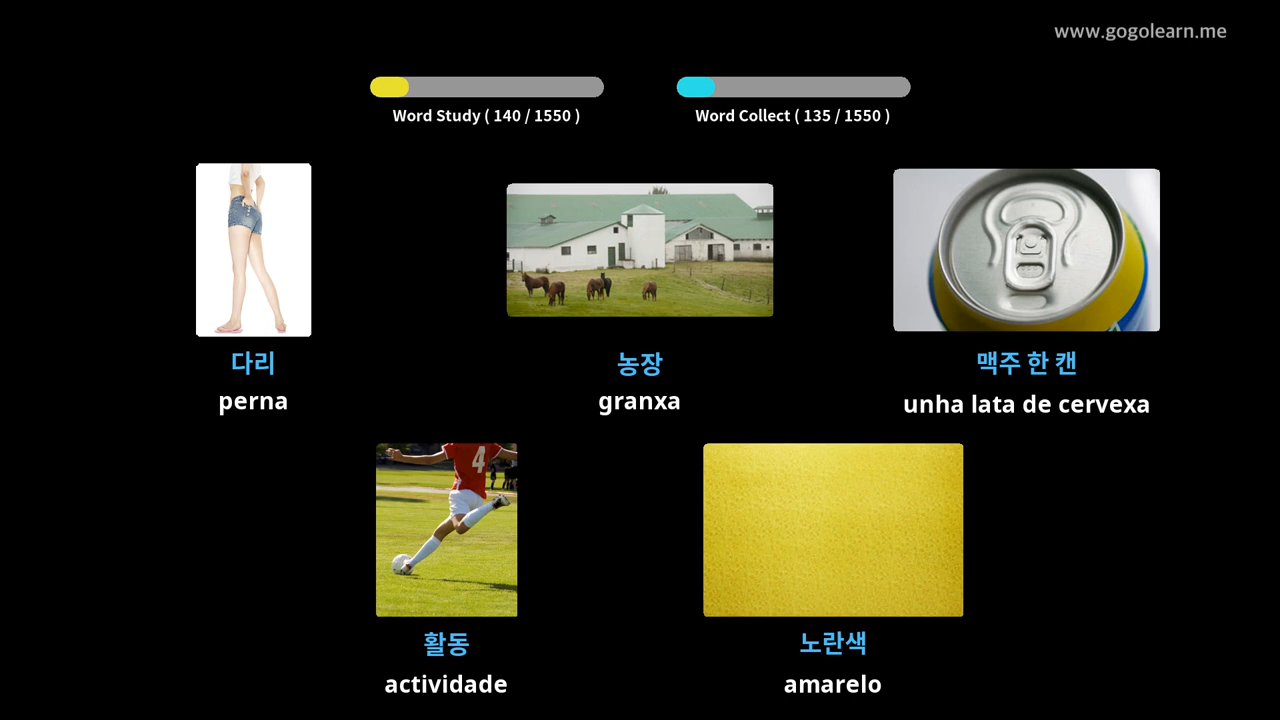 www.gogolearn.me
Word Study ( 140 / 1550 )
Word Collect ( 135 / 1550 )
다리
perna
농장
granxa
맥주 한 캔
unha lata de cervexa
4
활동
actividade
노란색
amarelo